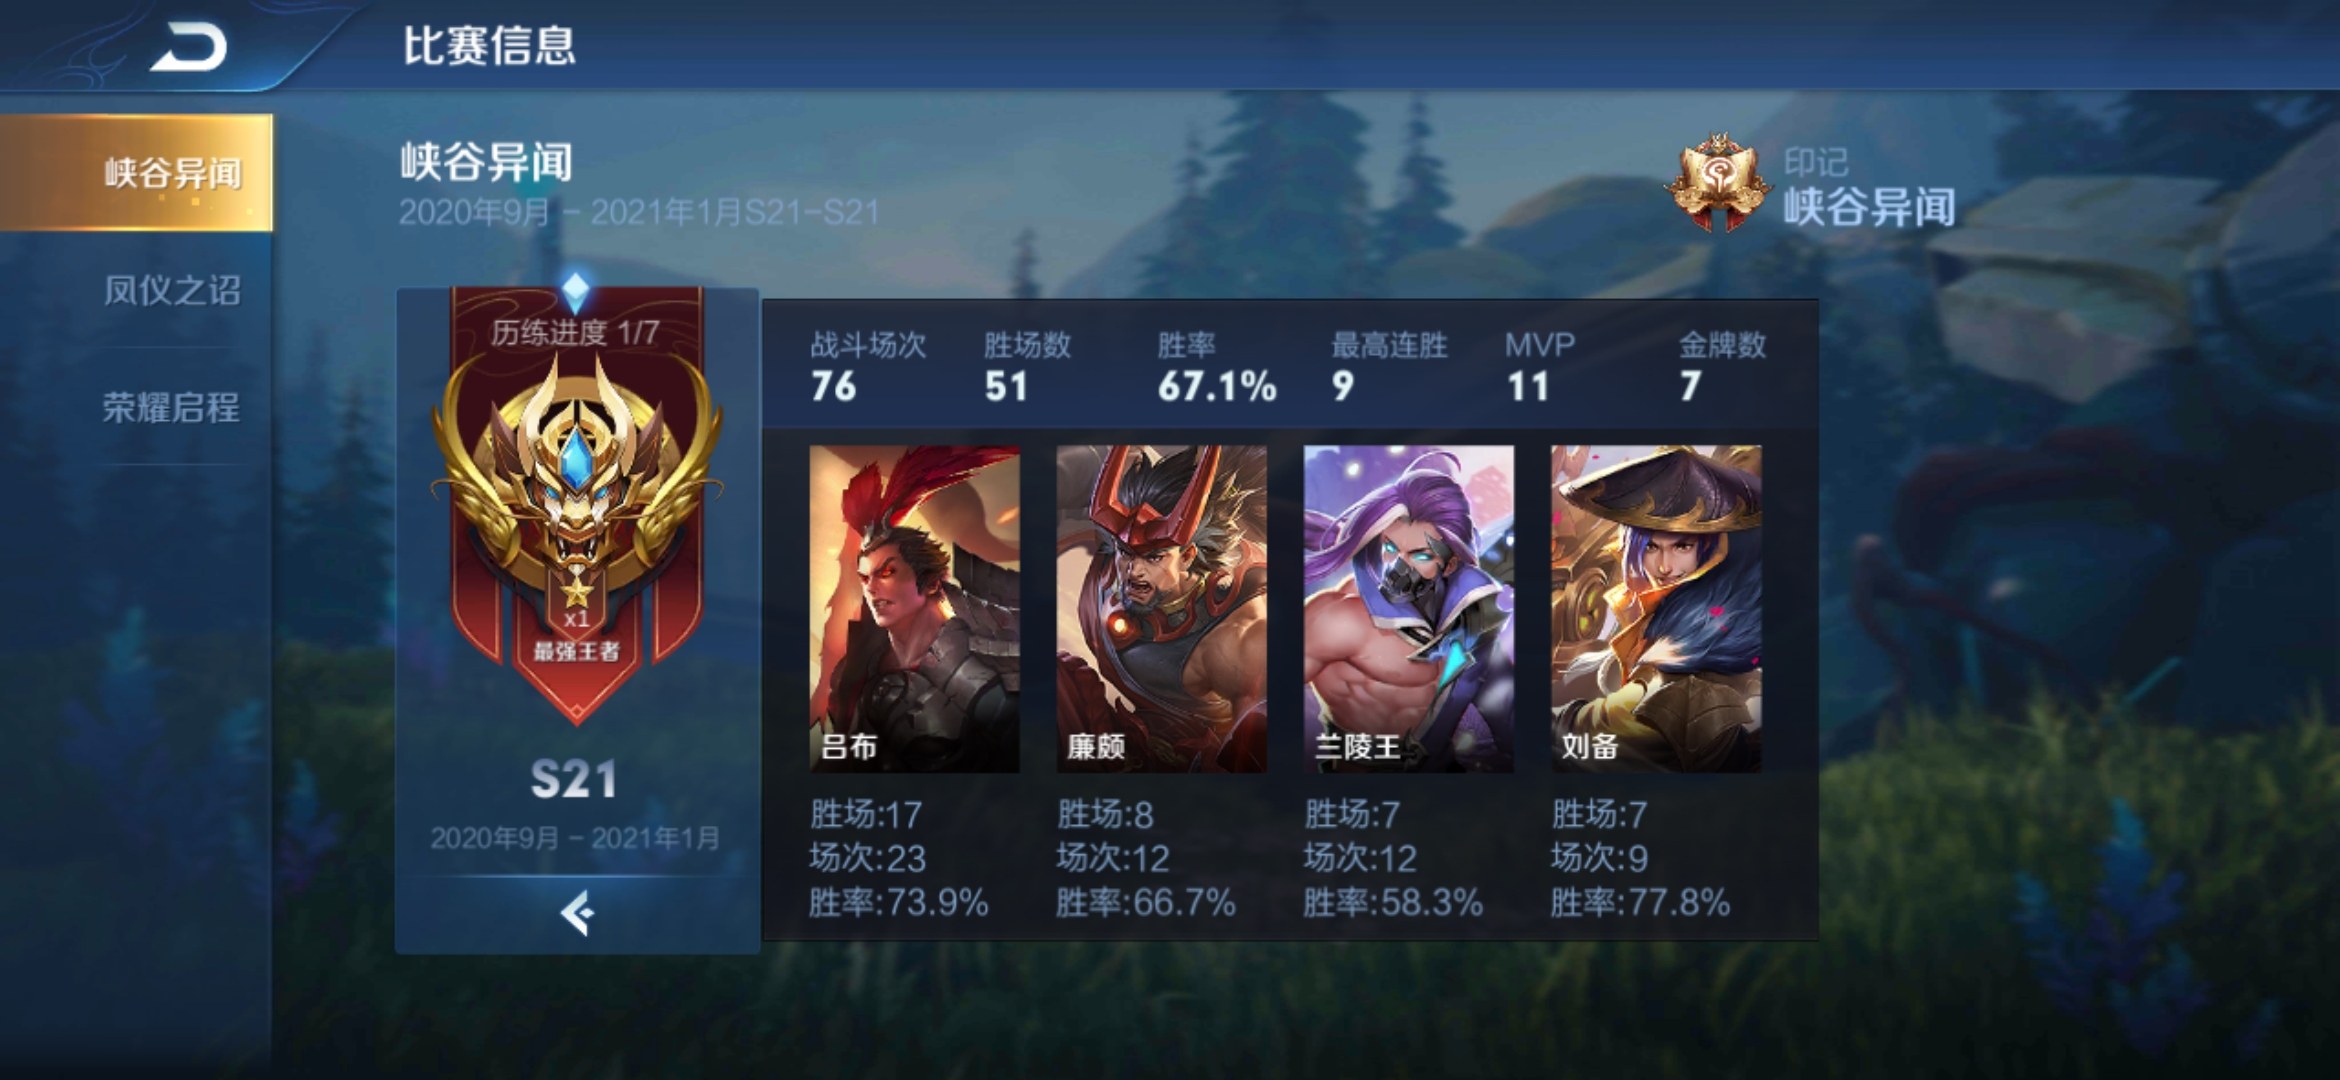 比赛信息
峡谷异闻
凤仪之诏
荣耀启程
峡谷异闻
2020年9月 - 2021年1月S21-S21
印记
峡谷异闻
历练进度 1/7
x1
最强王者
S21
2020年9月 - 2021年1月
战斗场次 胜场数 胜率 最高连胜 MVP 金牌数
76 51 67.1% 9 11 7
吕布 廉颇 兰陵王 刘备
胜场:17 胜场:8 胜场:7 胜场:7
场次:23 场次:12 场次:12 场次:9
胜率:73.9% 胜率:66.7% 胜率:58.3% 胜率:77.8%